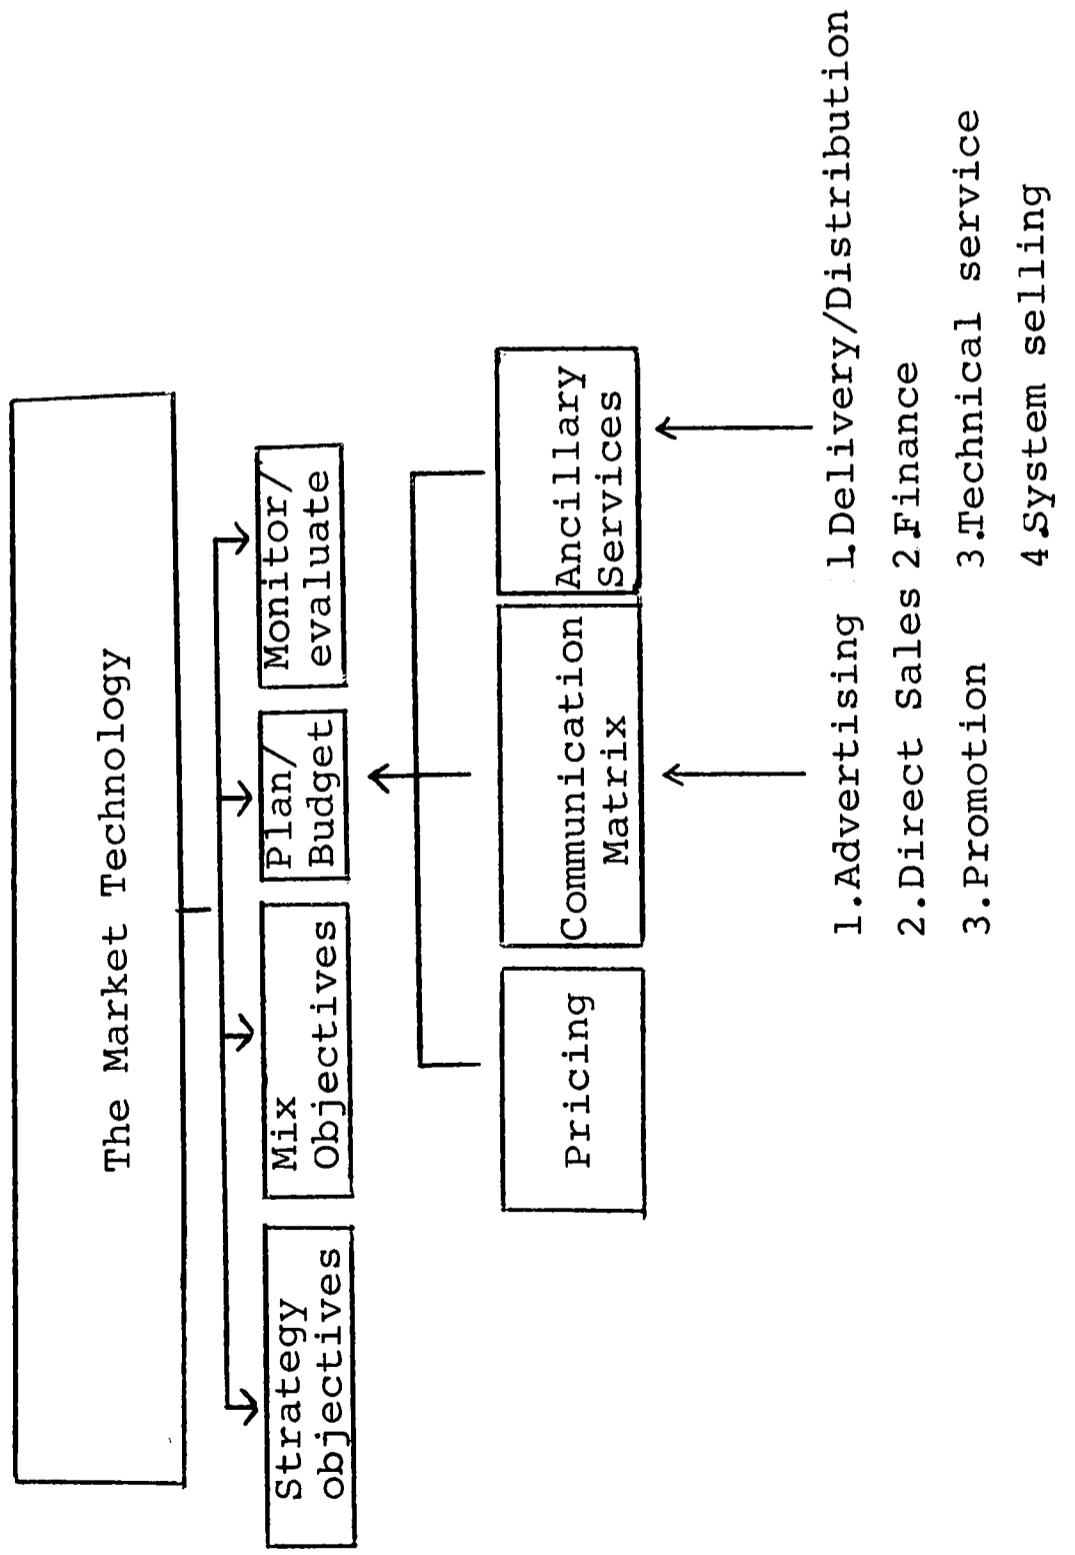 The Market Technology
Strategy
objectives
Mix
Objectives
Plan/
Budget
Monitor/
evaluate
Pricing
Communication
Matrix
Ancillary
Services
1.Advertising
2.Direct Sales
3.Promotion
1.Delivery/Distribution
2.Finance
3.Technical service
4.System selling